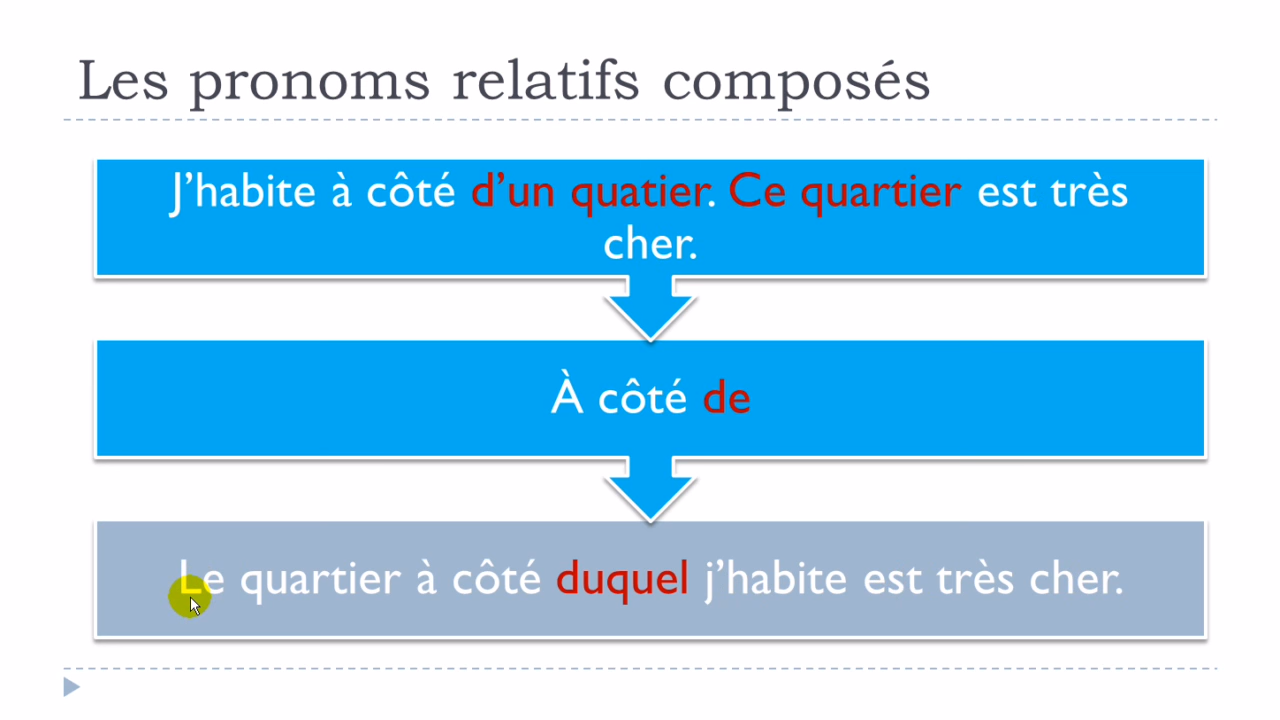 Les pronoms relatifs composés
J’habite à côté d’un quatier. Ce quartier est très
cher.
À côté de
Le quartier à côté duquel j’habite est très cher.